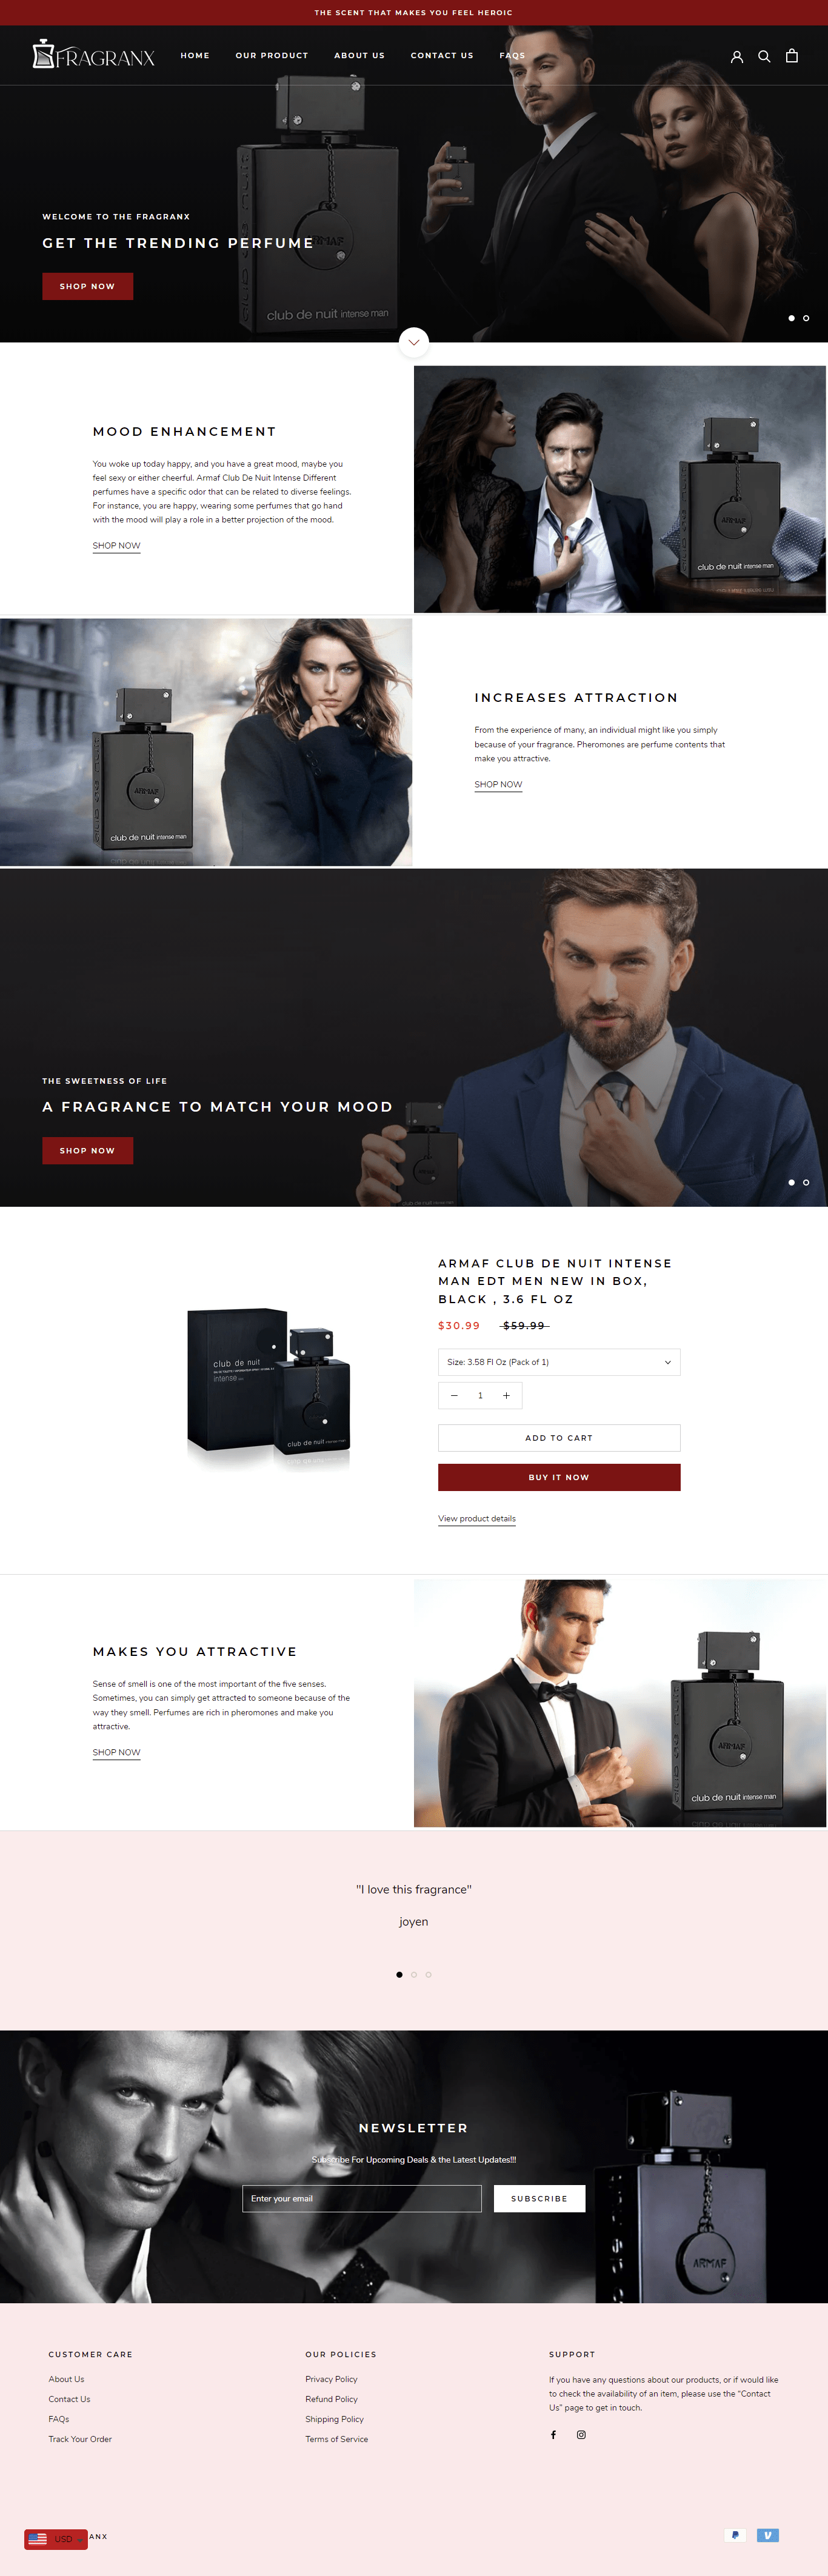 THE SCENT THAT MAKES YOU FEEL HEROIC
FRAGRANX
HOME OUR PRODUCT ABOUT US CONTACT US FAQS
WELCOME TO THE FRAGRANX
GET THE TRENDING PERFUME
SHOP NOW
ARMAF
club de nuit intense man
MOOD ENHANCEMENT
You woke up today happy, and you have a great mood, maybe you
feel sexy or either cheerful. Armaf Club De Nuit Intense Different
perfumes have a specific odor that can be related to diverse feelings.
For instance, you are happy, wearing some perfumes that go hand
with the mood will play a role in a better projection of the mood.
SHOP NOW
ARMAF
club de nuit intense man
ARMAF
club de nuit intense man
INCREASES ATTRACTION
From the experience of many, an individual might like you simply
because of your fragrance. Pheromones are perfume contents that
make you attractive.
SHOP NOW
THE SWEETNESS OF LIFE
A FRAGRANCE TO MATCH YOUR MOOD
SHOP NOW
ARMAF
club de nuit intense man
club de nuit
intense
club de nuit intense man
ARMAF CLUB DE NUIT INTENSE
MAN EDT MEN NEW IN BOX,
BLACK , 3.6 FL OZ
$30.99 $59.99
Size: 3.58 Fl Oz (Pack of 1)
1
ADD TO CART
BUY IT NOW
View product details
MAKES YOU ATTRACTIVE
Sense of smell is one of the most important of the five senses.
Sometimes, you can simply get attracted to someone because of the
way they smell. Perfumes are rich in pheromones and make you
attractive.
SHOP NOW
ARMAF
club de nuit intense man
"I love this fragrance"
joyen
NEWSLETTER
Subscribe For Upcoming Deals & the Latest Updates!!!
Enter your email
SUBSCRIBE
ARMAF
CUSTOMER CARE
About Us
Contact Us
FAQs
Track Your Order
OUR POLICIES
Privacy Policy
Refund Policy
Shipping Policy
Terms of Service
SUPPORT
If you have any questions about our products, or if would like
to check the availability of an item, please use the "Contact
Us" page to get in touch.
USD
ANX